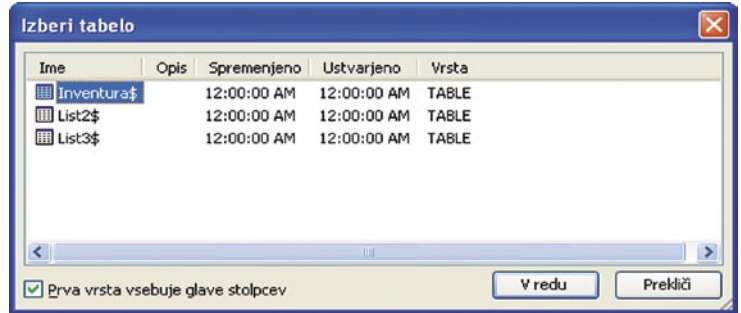 Izberi tabelo
Ime Opis Spremenjeno Ustvarjeno Vrsta
Inventura$ 12:00:00 AM 12:00:00 AM TABLE
List2$ 12:00:00 AM 12:00:00 AM TABLE
List3$ 12:00:00 AM 12:00:00 AM TABLE
Prva vrsta vsebuje glave stolpcev V redu Prekliči